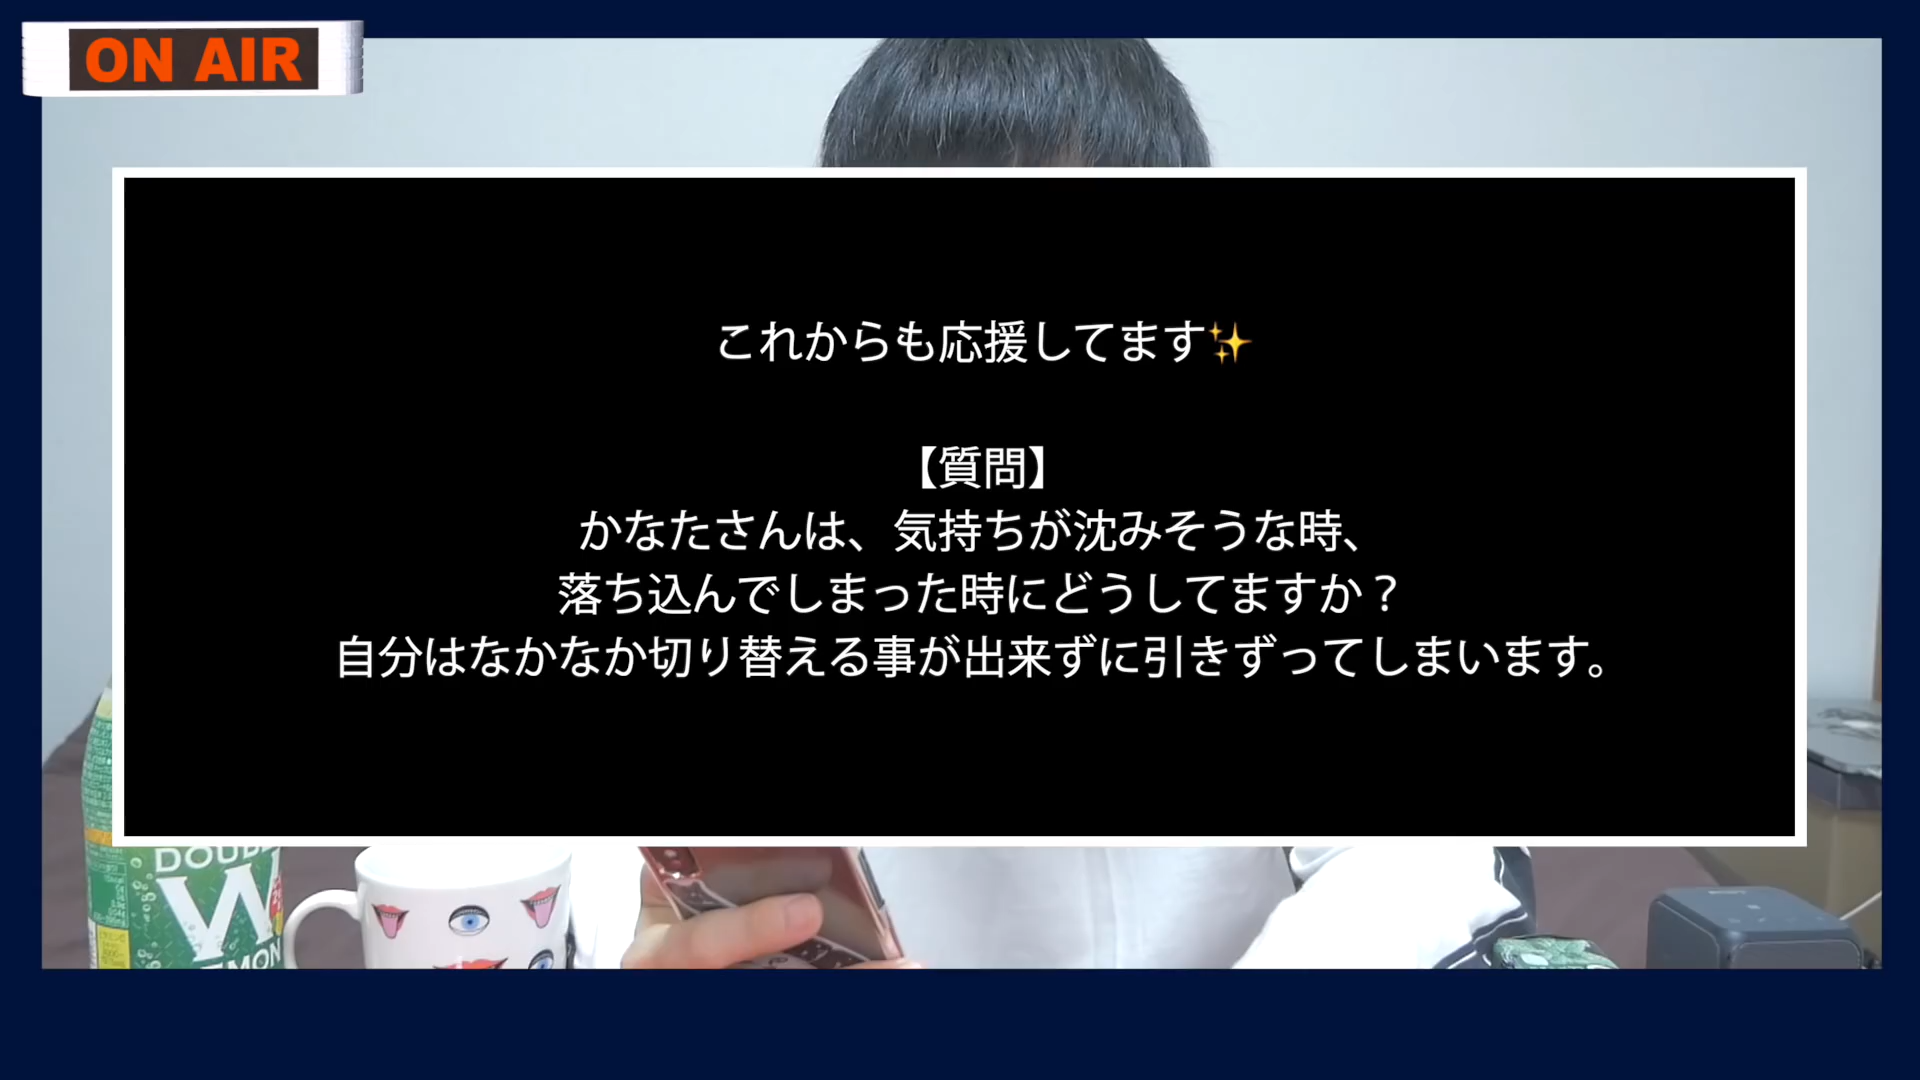 ON AIR
これからも応援してます✨
【質問】
かなたさんは、気持ちが沈みそうな時、
落ち込んでしまった時にどうしてますか？
自分はなかなか切り替える事が出来ずに引きずってしまいます。
W